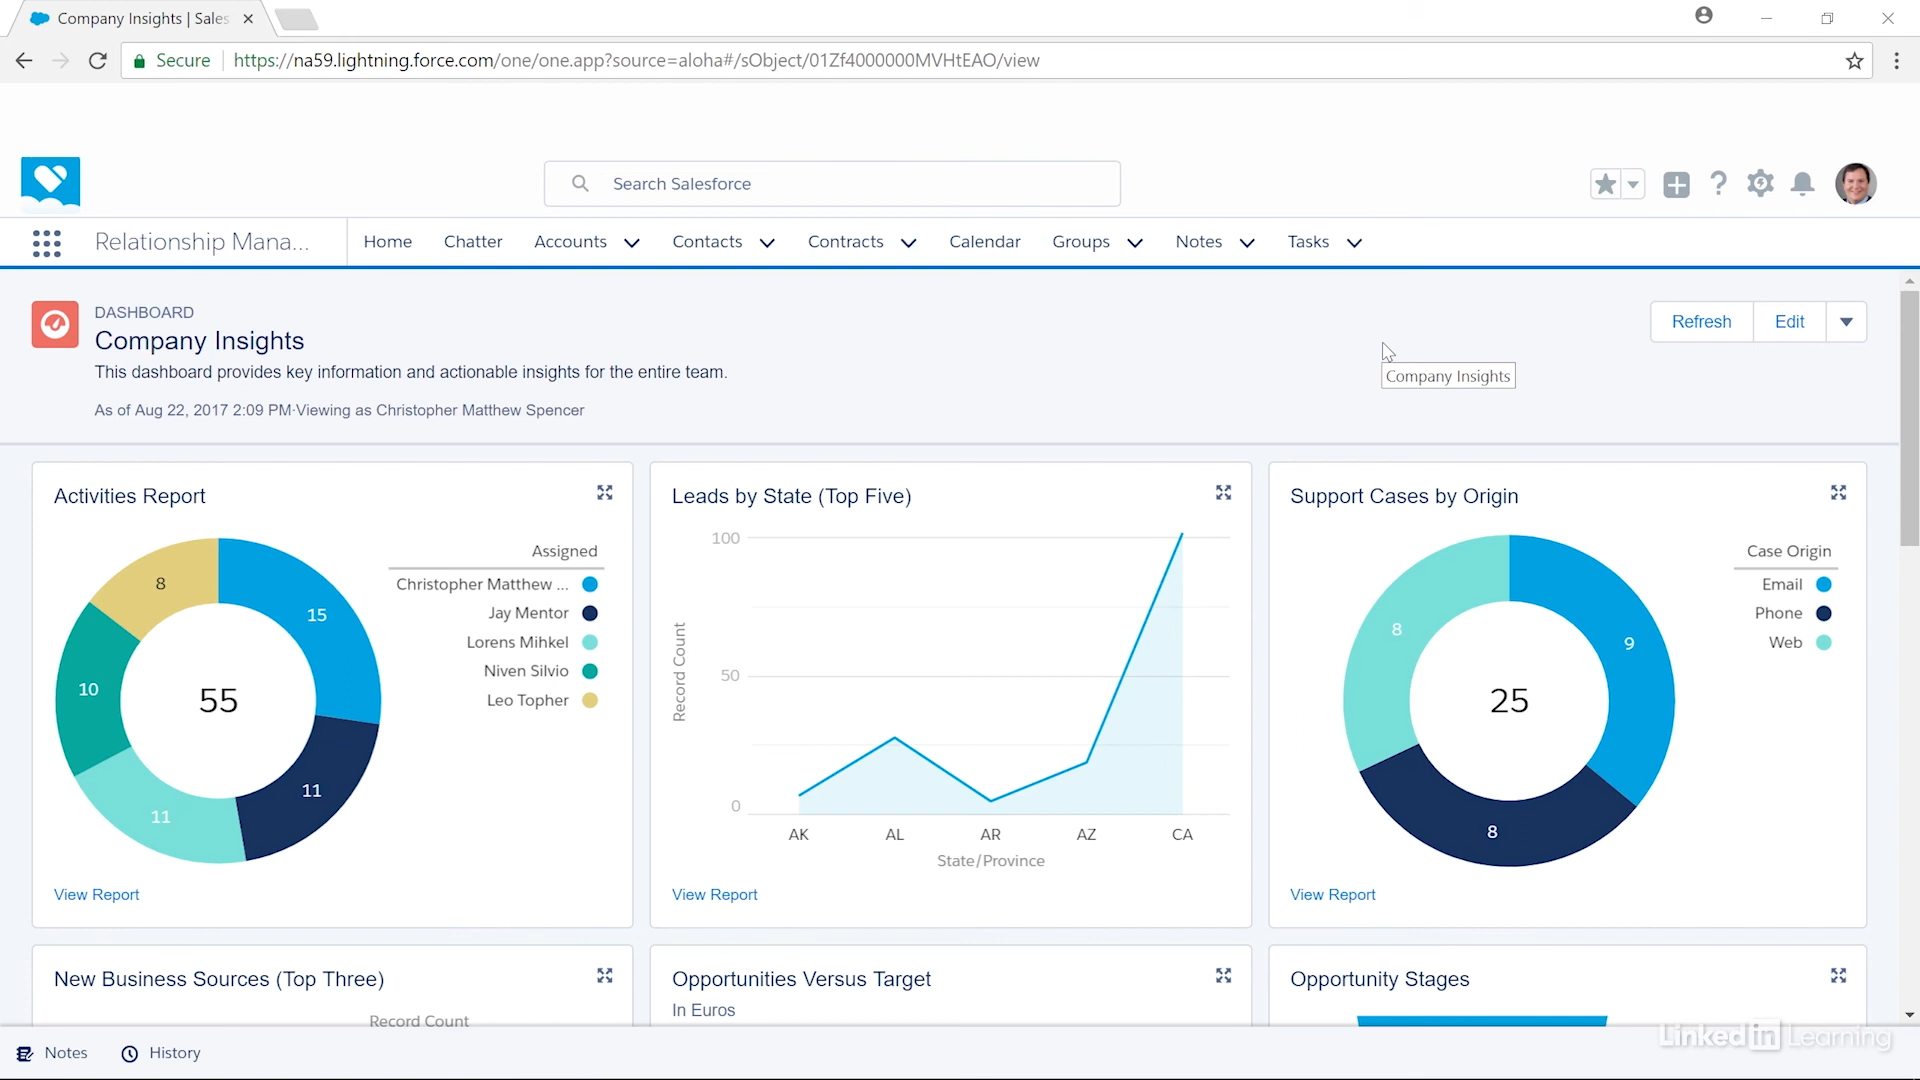 Company Insights | Sales
Secure https://na59.lightning.force.com/one/one.app?source=aloha#/sObject/01Zf4000000MVHtEAO/view
Search Salesforce
Relationship Mana... Home Chatter Accounts Contacts Contracts Calendar Groups Notes Tasks
DASHBOARD
Company Insights
This dashboard provides key information and actionable insights for the entire team.
As of Aug 22, 2017 2:09 PM·Viewing as Christopher Matthew Spencer
Refresh Edit
Company Insights
Activities Report
Assigned
Christopher Matthew ...
Jay Mentor
Lorens Mihkel
Niven Silvio
Leo Topher
8
15
10
55
11
11
View Report
Leads by State (Top Five)
100
50
0
Record Count
AK AL AR AZ CA
State/Province
View Report
Support Cases by Origin
Case Origin
Email
Phone
Web
8
9
25
8
View Report
New Business Sources (Top Three)
Record Count
Opportunities Versus Target
In Euros
Opportunity Stages
Notes History
LinkedIn Learning